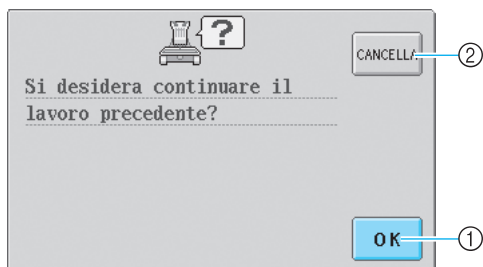 ?
CANCELLA
②
Si desidera continuare il
lavoro precedente?
OK
①